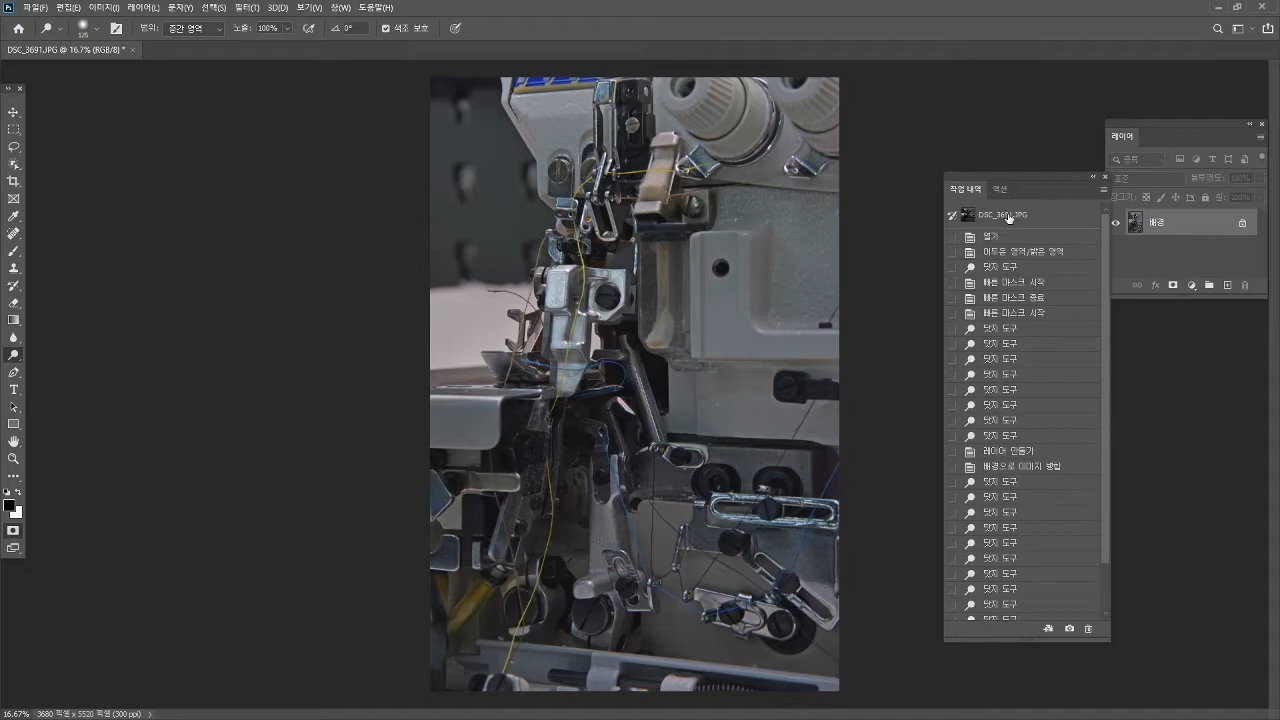 파일(F) 편집(E) 이미지(I) 레이어(L) 문자(Y) 선택(S) 필터(T) 3D(D) 보기(V) 창(W) 도움말(H)
125 범위: 중간 영역 노출: 100% 0° 색조 보호
DSC_3691.JPG @ 16.7% (RGB/8) *
레이어
작업 내역 액션
DSC_3691.JPG
배경
열기
어두운 영역/밝은 영역
닷지 도구
빠른 마스크 시작
빠른 마스크 종료
빠른 마스크 시작
닷지 도구
닷지 도구
닷지 도구
닷지 도구
닷지 도구
닷지 도구
닷지 도구
닷지 도구
레이어 만들기
배경으로 이미지 병합
닷지 도구
닷지 도구
닷지 도구
닷지 도구
닷지 도구
닷지 도구
닷지 도구
닷지 도구
닷지 도구
닷지 도구
16.67% 3680 픽셀 x 5520 픽셀 (300 ppi)